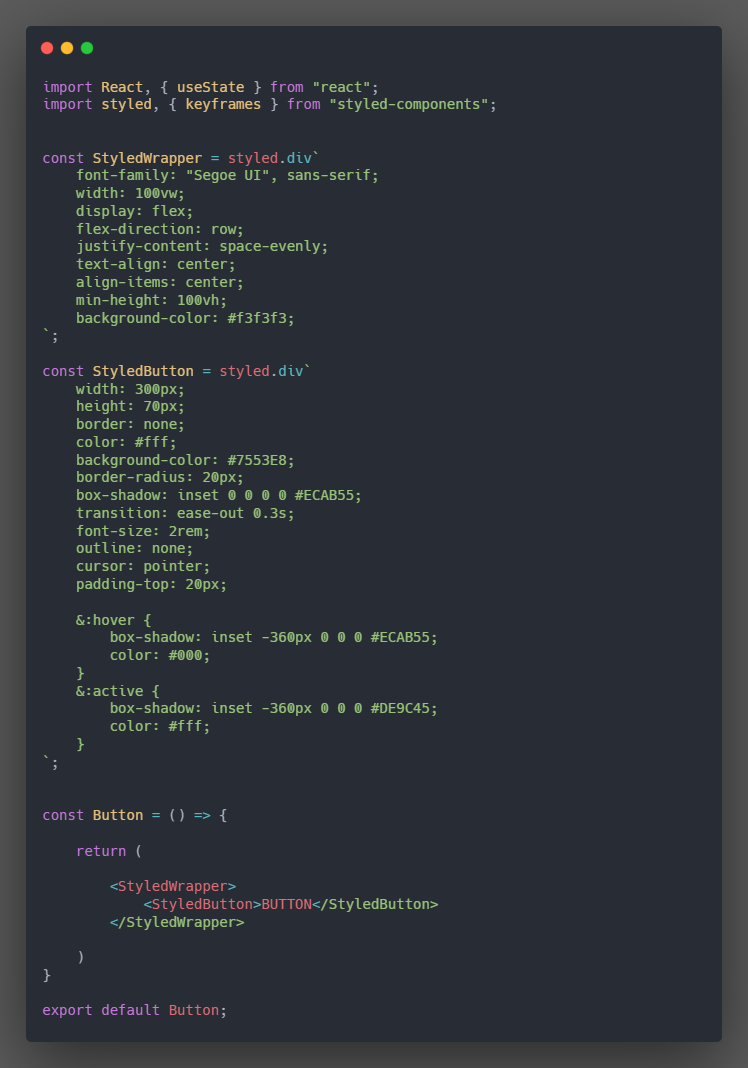 import React, { useState } from "react";
import styled, { keyframes } from "styled-components";
const StyledWrapper = styled.div`
    font-family: "Segoe UI", sans-serif;
    width: 100vw;
    display: flex;
    flex-direction: row;
    justify-content: space-evenly;
    text-align: center;
    align-items: center;
    min-height: 100vh;
    background-color: #f3f3f3;
`;
const StyledButton = styled.div`
    width: 300px;
    height: 70px;
    border: none;
    color: #fff;
    background-color: #7553E8;
    border-radius: 20px;
    box-shadow: inset 0 0 0 0 #ECAB55;
    transition: ease-out 0.3s;
    font-size: 2rem;
    outline: none;
    cursor: pointer;
    padding-top: 20px;
    &:hover {
        box-shadow: inset -360px 0 0 0 #ECAB55;
        color: #000;
    }
    &:active {
        box-shadow: inset -360px 0 0 0 #DE9C45;
        color: #fff;
    }
`;
const Button = () => {
    return (
        <StyledWrapper>
            <StyledButton>BUTTON</StyledButton>
        </StyledWrapper>
    )
}
export default Button;